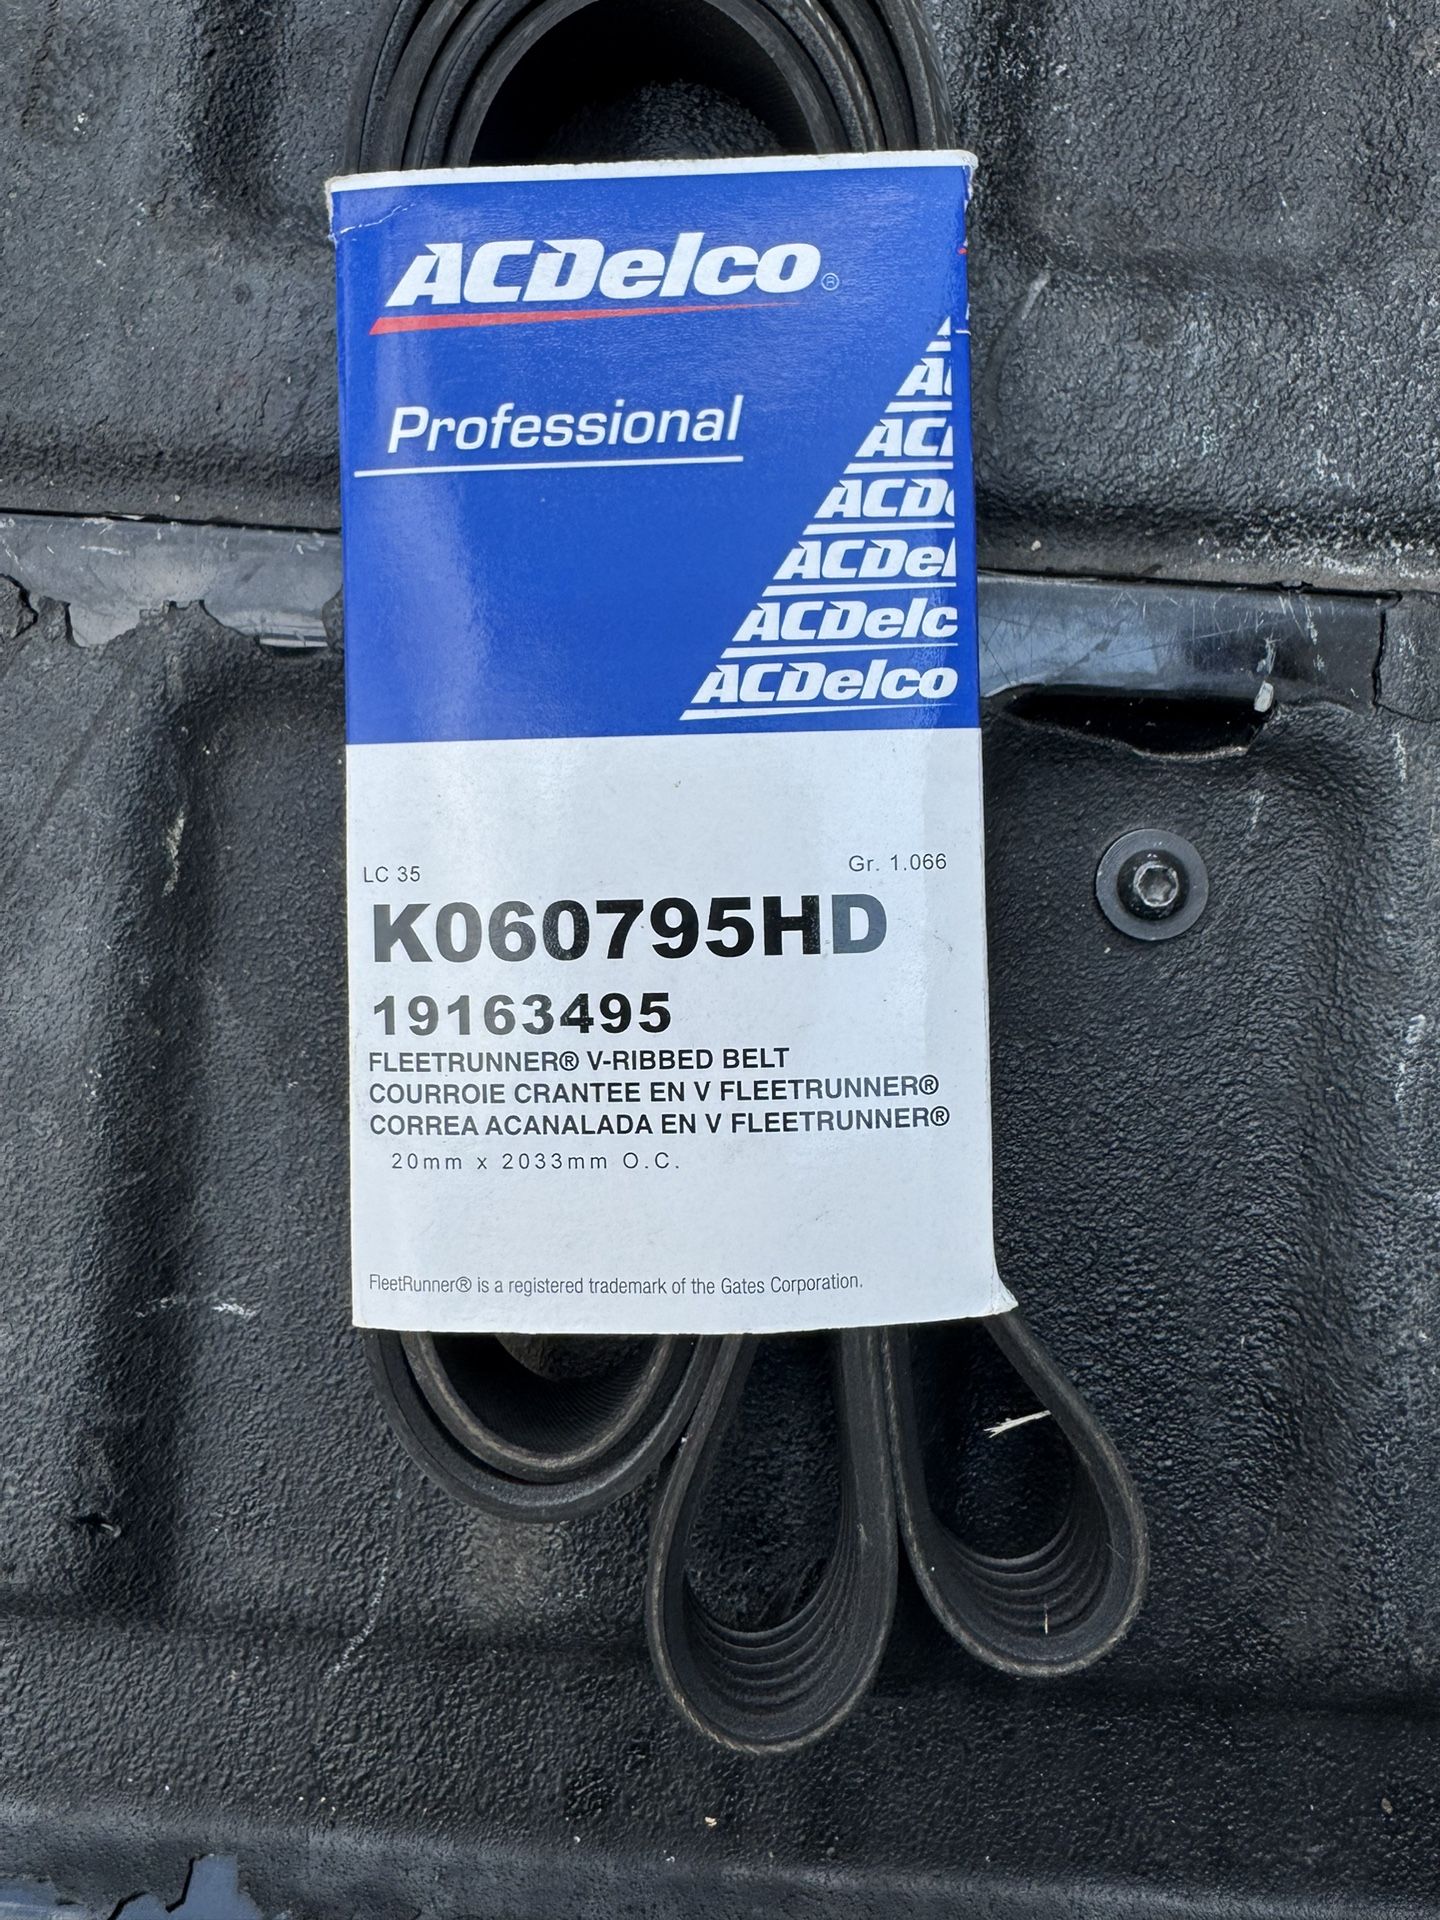 ACDelco®
Professional
A
AC
ACD
ACDel
ACDelc
ACDelco
LC 35
Gr. 1.066
K060795HD
19163495
FLEETRUNNER® V-RIBBED BELT
COURROIE CRANTEE EN V FLEETRUNNER®
CORREA ACANALADA EN V FLEETRUNNER®
20mm x 2033mm O.C.
FleetRunner® is a registered trademark of the Gates Corporation.